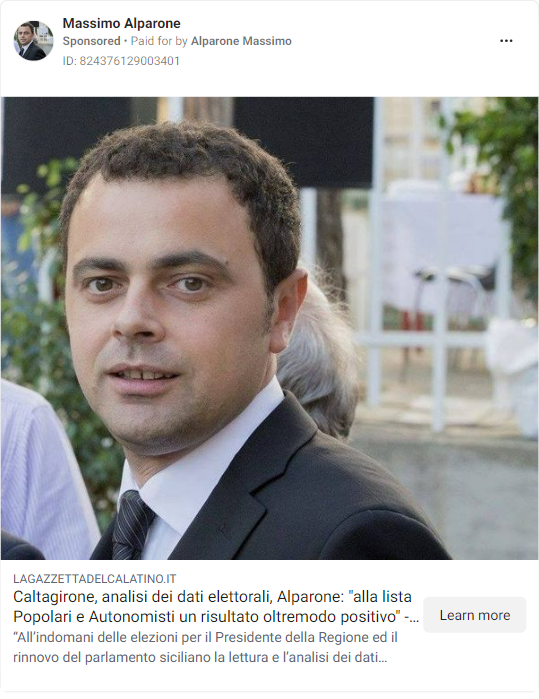 Massimo Alparone
Sponsored • Paid for by Alparone Massimo
ID: 824376129003401
LAGAZZETTADELCALATINO.IT
Caltagirone, analisi dei dati elettorali, Alparone: "alla lista
Popolari e Autonomisti un risultato oltremodo positivo" -...
Learn more
“All’indomani delle elezioni per il Presidente della Regione ed il
rinnovo del parlamento siciliano la lettura e l’analisi dei dati...